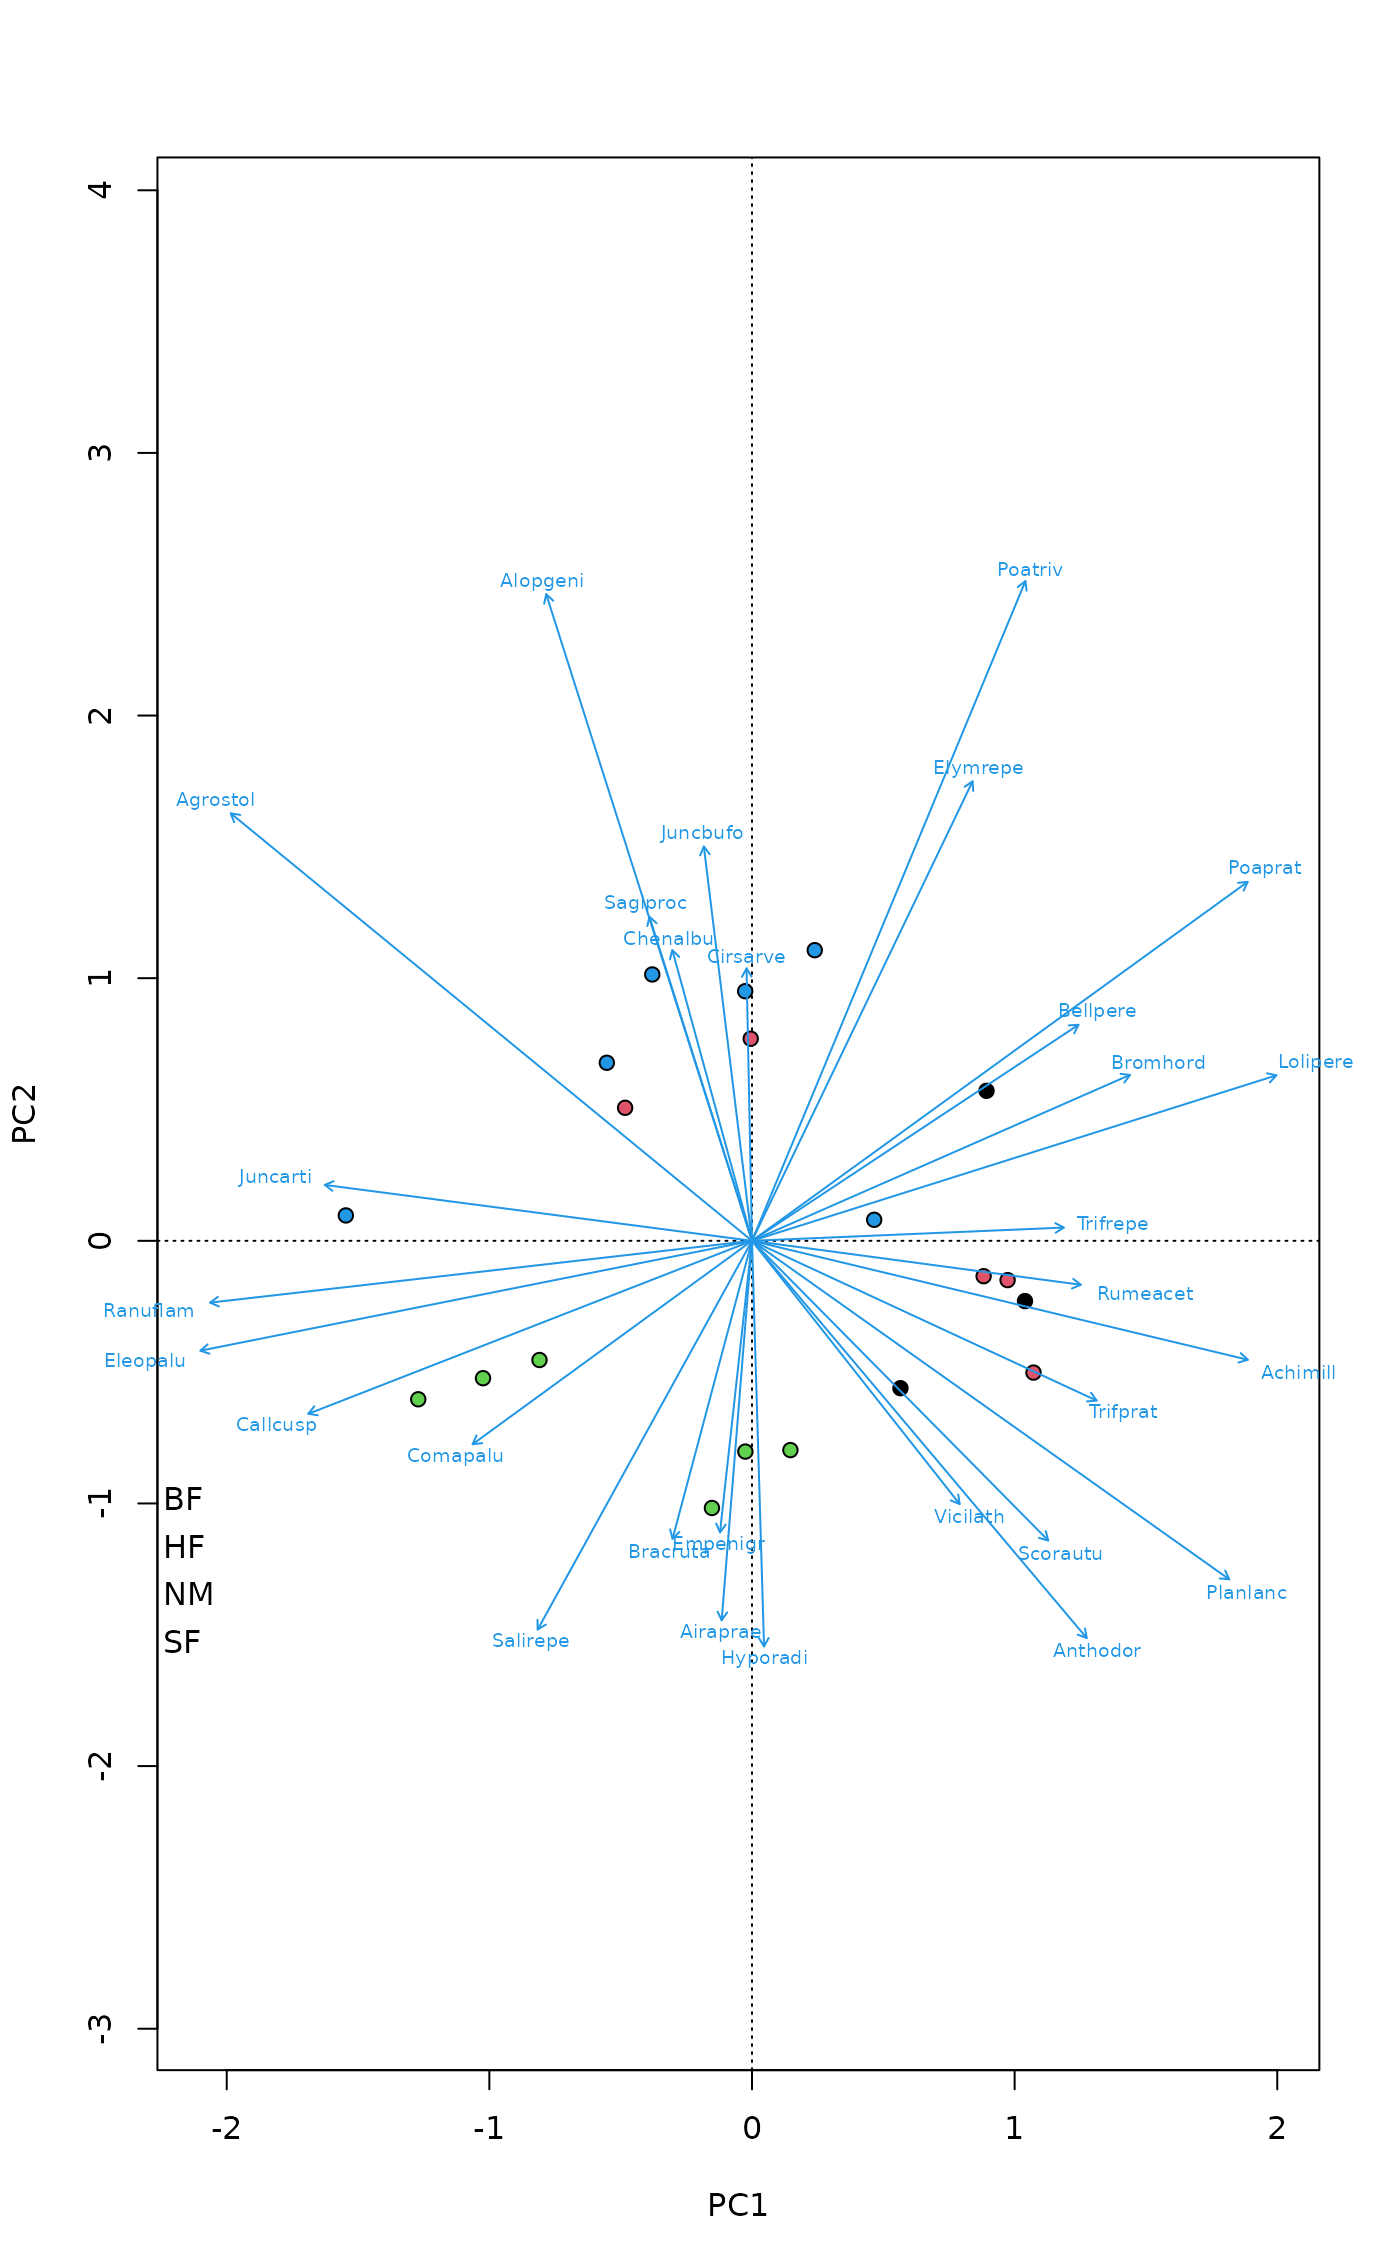 4
3
2
1
0
-1
-2
-3
PC2
Alopgeni
Poatriv
Elymrepe
Agrostol
Juncbufo
Poaprat
Sagiproc
Chenalbu
Cirsarve
Bellpere
Bromhord
Lolipere
Juncarti
Trifrepe
Rumeacet
Ranuflam
Eleopalu
Achimill
Trifprat
Callcusp
Comapalu
BF
HF
NM
SF
Vicilath
Empenigr
Bracruta
Scorautu
Planlanc
Airaprae
Salirepe
Anthodor
Hyporadi
-2
-1
0
1
2
PC1